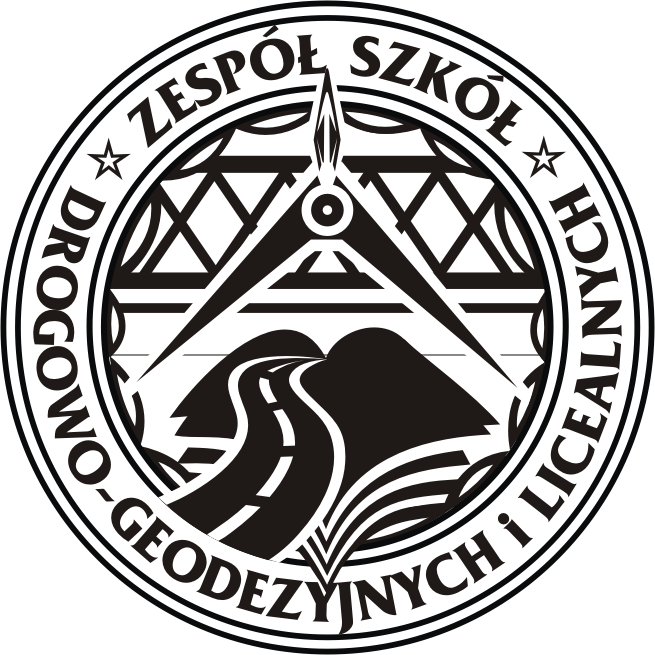 ZESPÓŁ SZKÓŁ
DROGOWO-GEODEZYJNYCH i LICEALNYCH